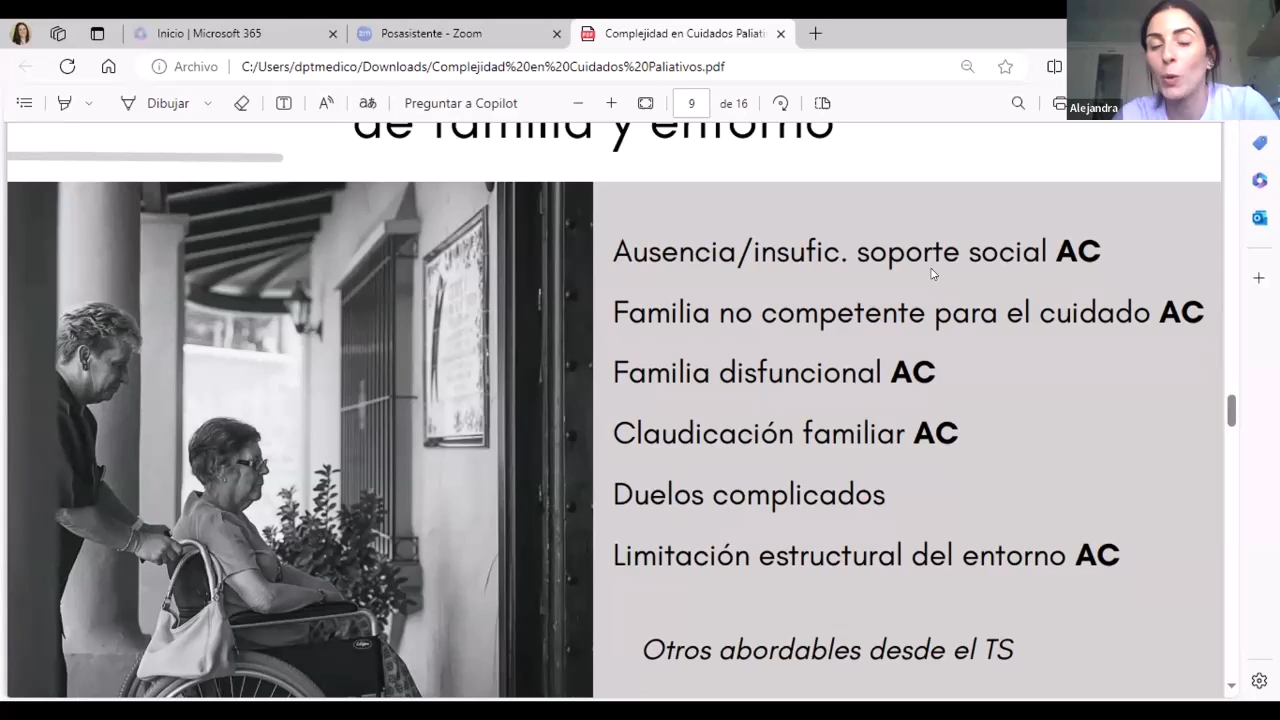 Inicio | Microsoft 365
Posasistente - Zoom
Complejidad en Cuidados Paliati
Archivo
C:/Users/dptmedico/Downloads/Complejidad%20en%20Cuidados%20Paliativos.pdf
Dibujar
Preguntar a Copilot
9 de 16
Alejandra
de familia y entorno
Ausencia/insufic. soporte social AC
Familia no competente para el cuidado AC
Familia disfuncional AC
Claudicación familiar AC
Duelos complicados
Limitación estructural del entorno AC
Otros abordables desde el TS